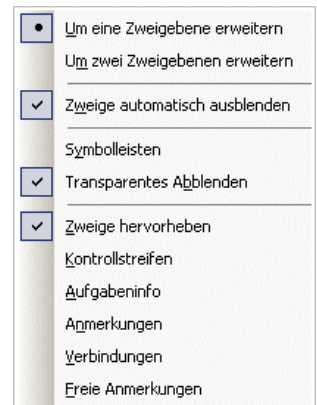 Um eine Zweigebene erweitern
Um zwei Zweigebenen erweitern
Zweige automatisch ausblenden
Symbolleisten
Transparentes Abblenden
Zweige hervorheben
Kontrollstreifen
Aufgabeninfo
Anmerkungen
Verbindungen
Freie Anmerkungen